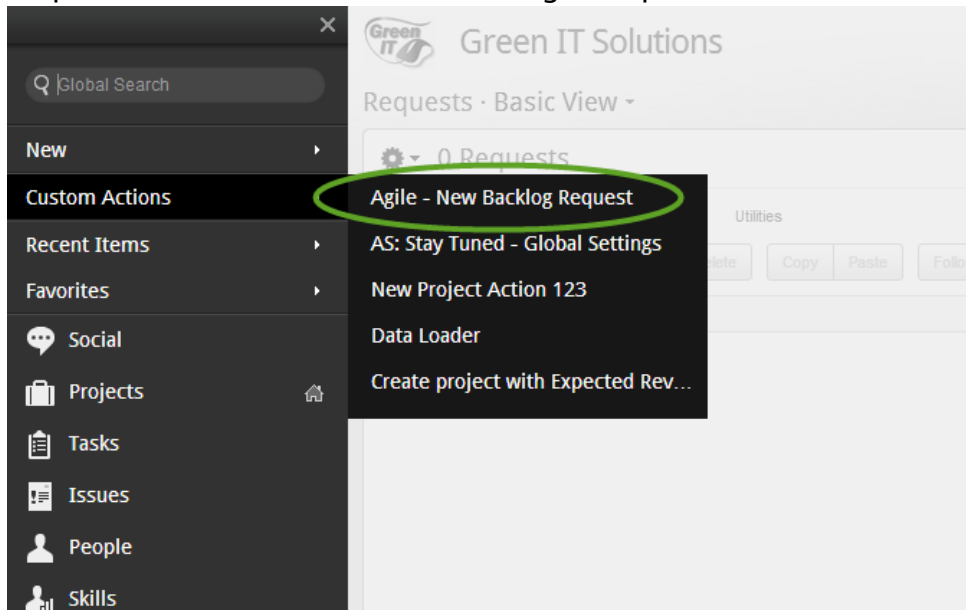 ×
Green
IT
Green IT Solutions
Global Search
Requests · Basic View
New
0 Requests
Custom Actions
Agile - New Backlog Request
Utilities
Recent Items
AS: Stay Tuned - Global Settings
Copy
Paste
Favorites
New Project Action 123
Social
Data Loader
Projects
Create project with Expected Rev...
Tasks
Issues
People
Skills